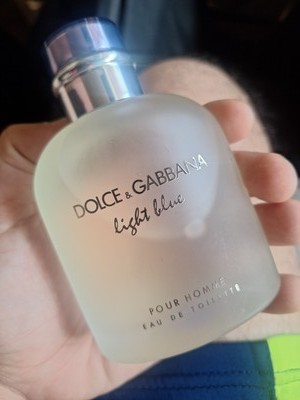 DOLCE & GABBANA
light blue
POUR HOMME
EAU DE TOILETTE